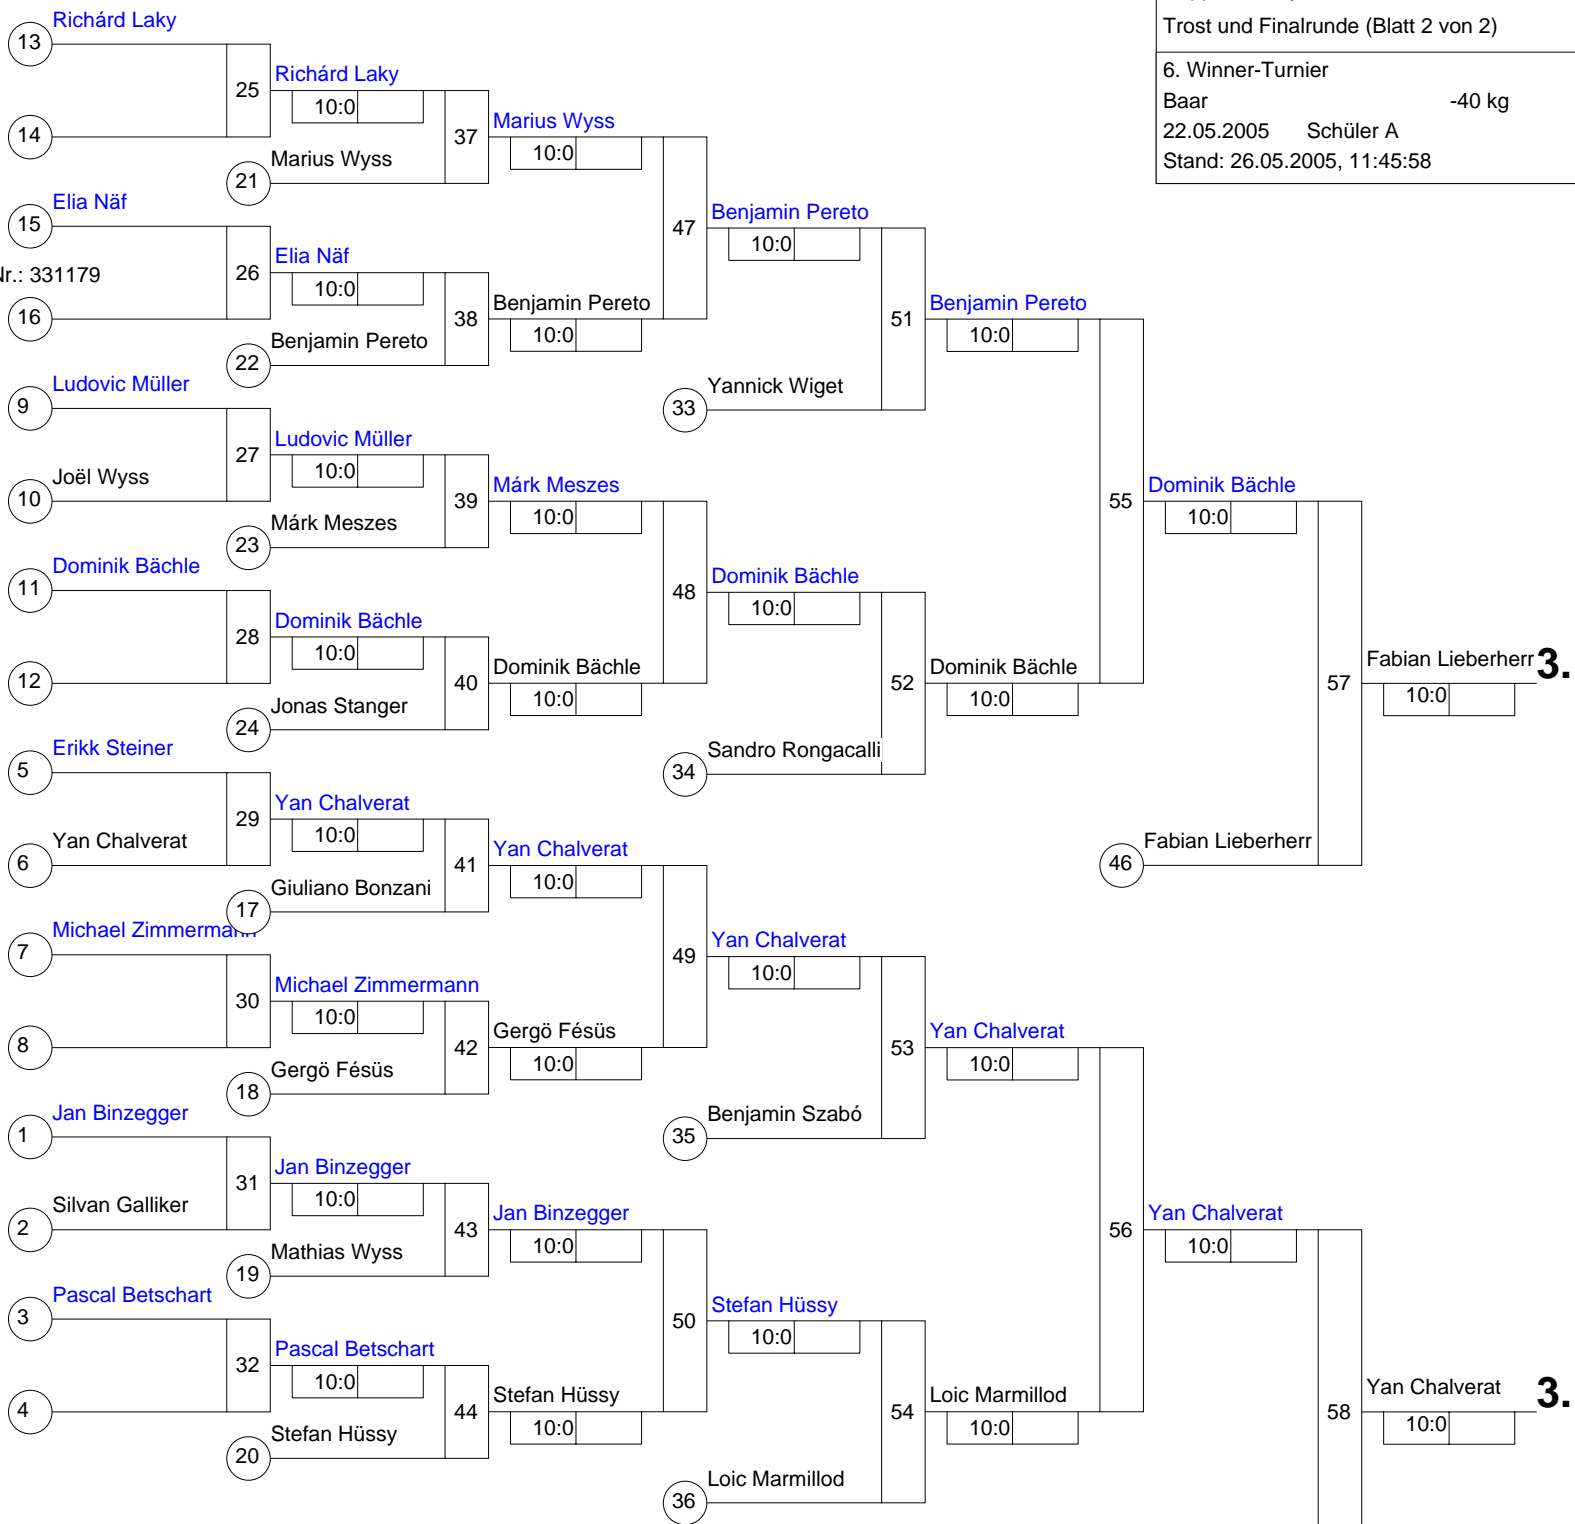 Trost und Finalrunde (Blatt 2 von 2)
6. Winner-Turnier
Baar -40 kg
22.05.2005 Schüler A
Stand: 26.05.2005, 11:45:58
13 Richárd Laky
14
15 Elia Näf
Nr.: 331179
16
9 Ludovic Müller
10 Joël Wyss
11 Dominik Bächle
12
5 Erikk Steiner
6 Yan Chalverat
7 Michael Zimmermann
8
1 Jan Binzegger
2 Silvan Galliker
3 Pascal Betschart
4
25 Richárd Laky
10:0
21 Marius Wyss
26 Elia Näf
10:0
22 Benjamin Pereto
27 Ludovic Müller
10:0
23 Márk Meszes
28 Dominik Bächle
10:0
24 Jonas Stanger
29 Yan Chalverat
10:0
17 Giuliano Bonzani
30 Michael Zimmermann
10:0
18 Gergö Fésüs
31 Jan Binzegger
10:0
19 Mathias Wyss
32 Pascal Betschart
10:0
20 Stefan Hüssy
37 Marius Wyss
10:0
38 Benjamin Pereto
10:0
39 Márk Meszes
10:0
40 Dominik Bächle
10:0
41 Yan Chalverat
10:0
42 Gergö Fésüs
10:0
43 Jan Binzegger
10:0
44 Stefan Hüssy
10:0
47 Benjamin Pereto
10:0
33 Yannick Wiget
48 Dominik Bächle
10:0
34 Sandro Rongacalli
49 Yan Chalverat
10:0
35 Benjamin Szabó
50 Stefan Hüssy
10:0
36 Loic Marmillod
51 Benjamin Pereto
10:0
52 Dominik Bächle
10:0
53 Yan Chalverat
10:0
54 Loic Marmillod
10:0
55 Dominik Bächle
10:0
46 Fabian Lieberherr
56 Yan Chalverat
10:0
57 Fabian Lieberherr 3.
10:0
58 Yan Chalverat 3.
10:0